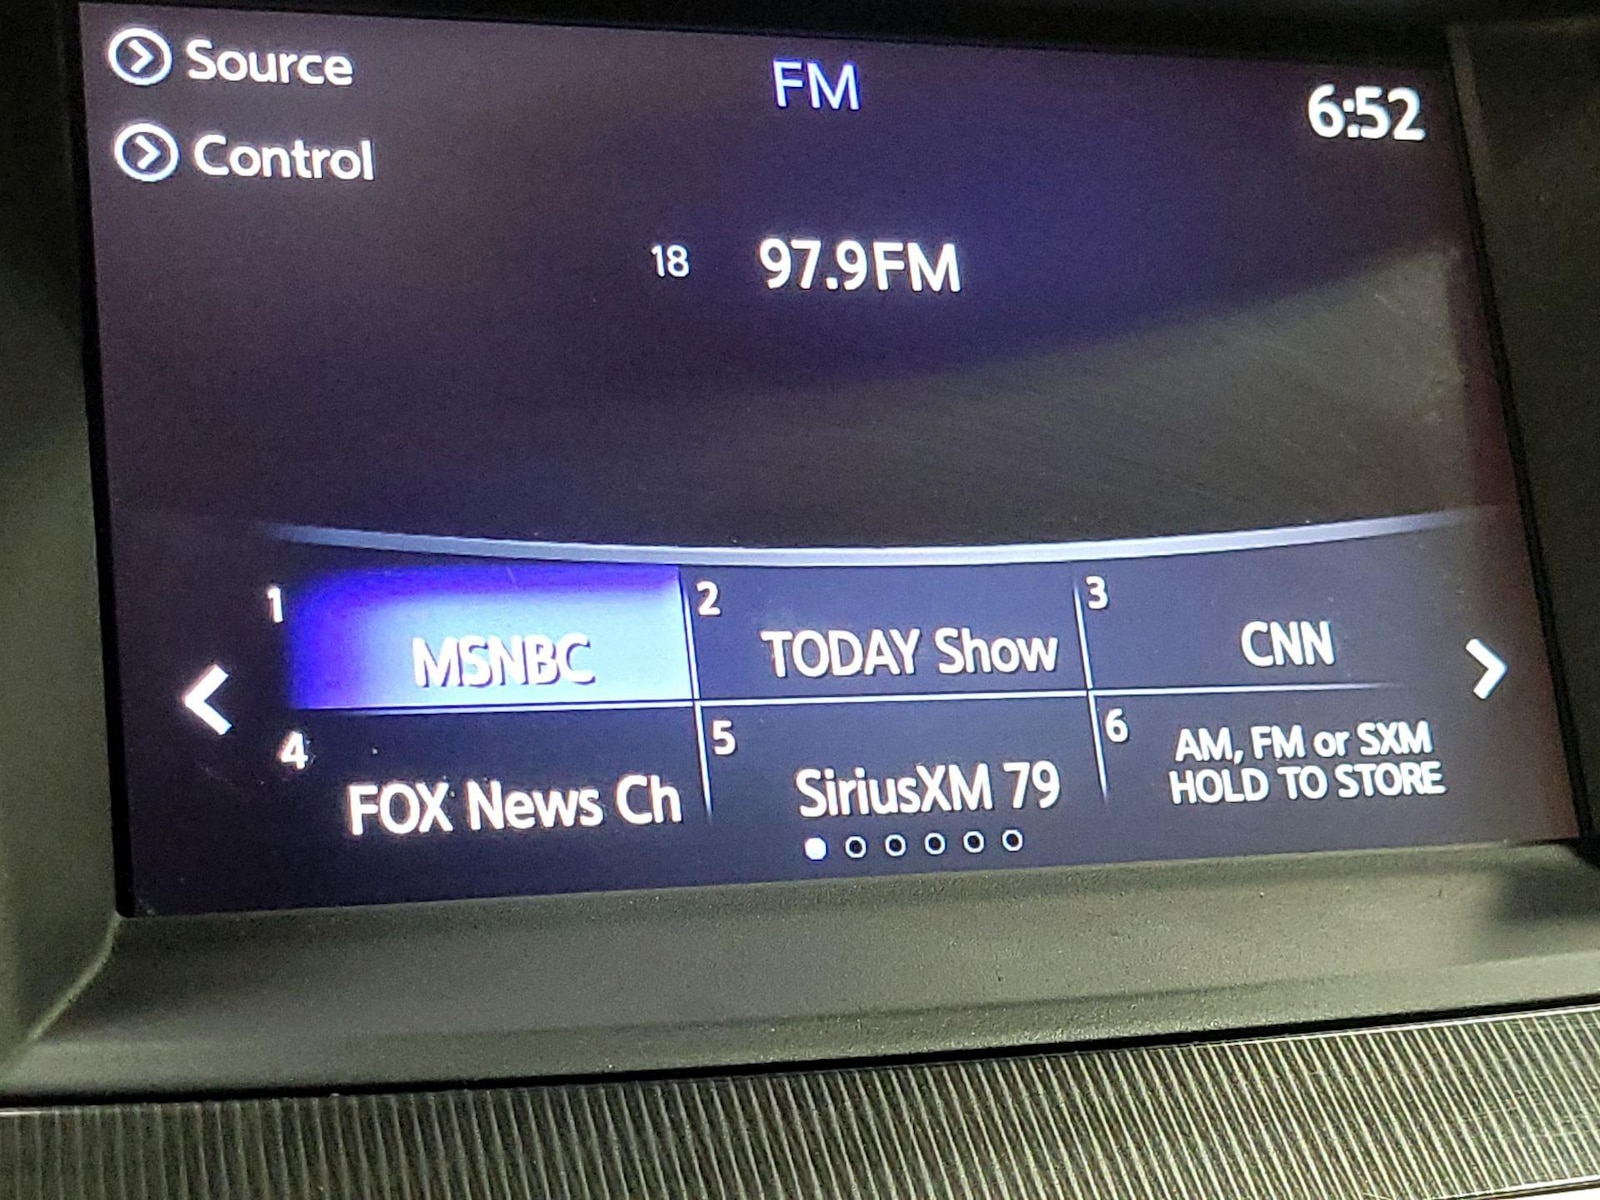 Source
FM
6:52
Control
18 97.9FM
1 MSNBC
2 TODAY Show
3 CNN
4 FOX News Ch
5 SiriusXM 79
6 AM, FM or SXM
HOLD TO STORE